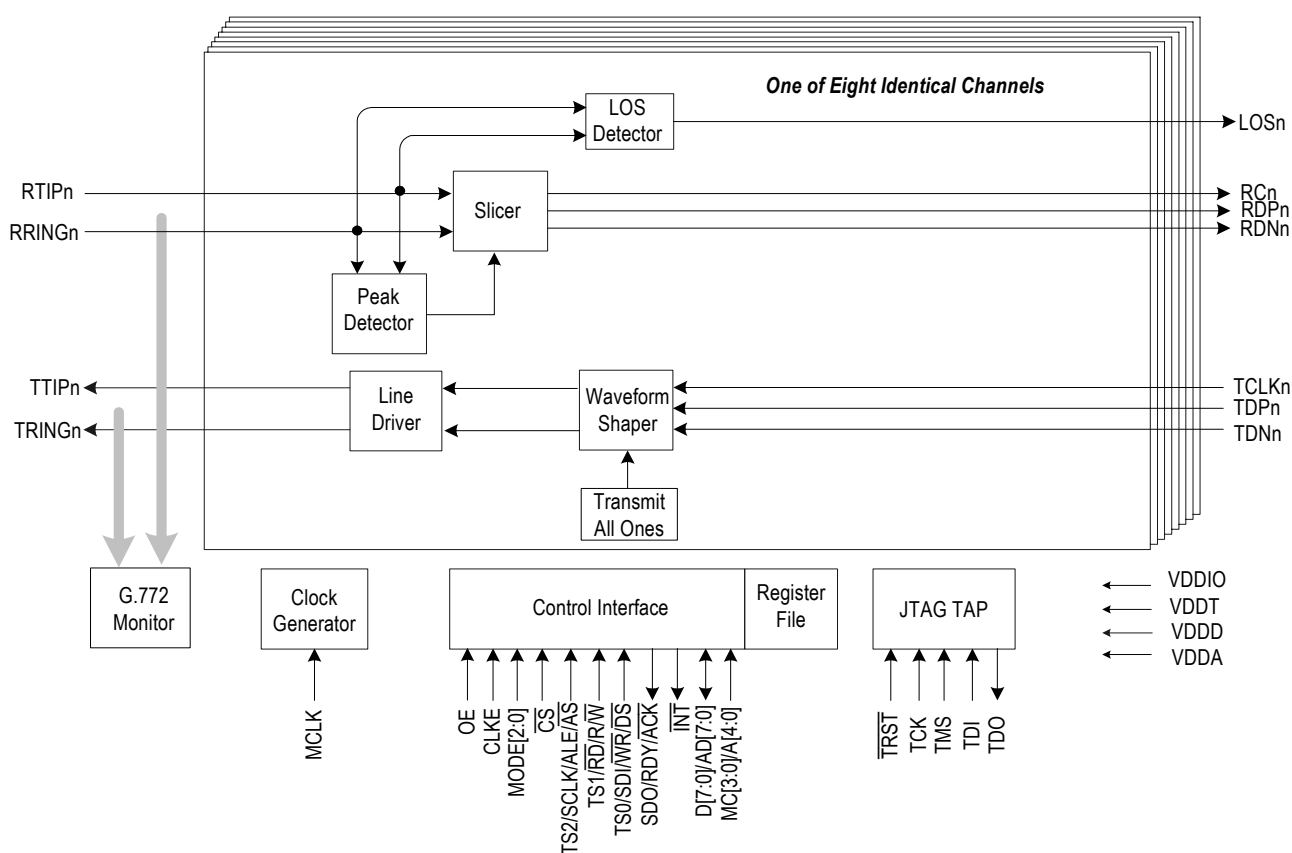 One of Eight Identical Channels
LOS
Detector
LOSn
RTIPn
RRINGn
Slicer
RCn
RDPn
RDNn
Peak
Detector
TTIPn
TRINGn
Line
Driver
Waveform
Shaper
TCLKn
TDPn
TDNn
Transmit
All Ones
G.772
Monitor
Clock
Generator
Control Interface
Register
File
JTAG TAP
VDDIO
VDDT
VDDD
VDDA
MCLK
OE
CLKE
MODE[2:0]
CS
TS2/SCLK/ALE/AS
TS1/RD/R/W
TS0/SDI/WR/DS
SDO/RDY/ACK
INT
D[7:0]/AD[7:0]
MC[3:0]/A[4:0]
TRST
TCK
TMS
TDI
TDO